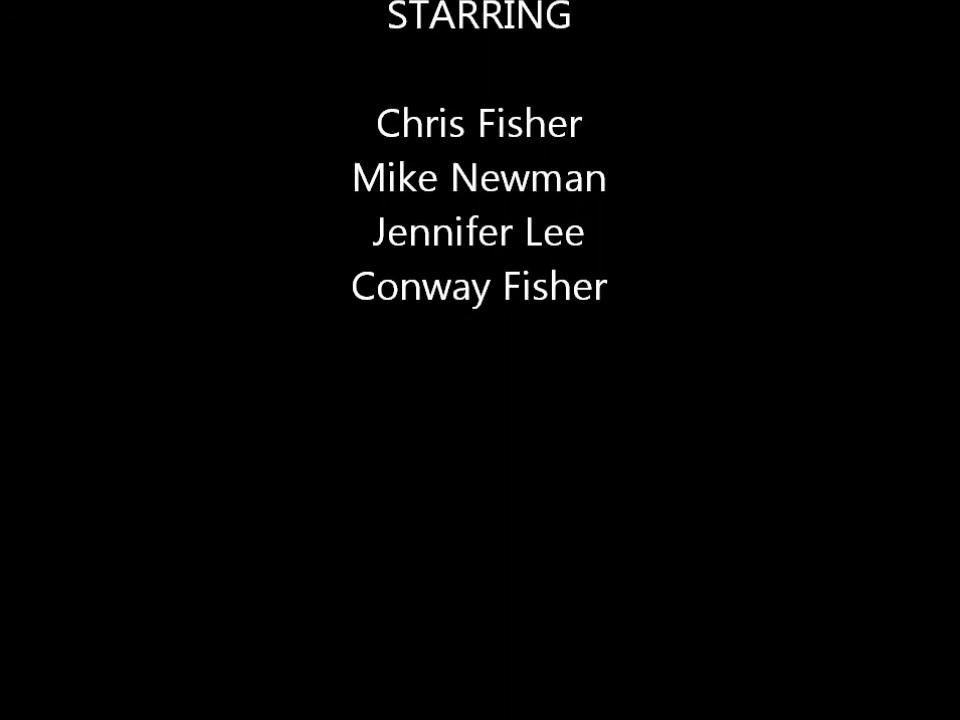 STARRING
Chris Fisher
Mike Newman
Jennifer Lee
Conway Fisher